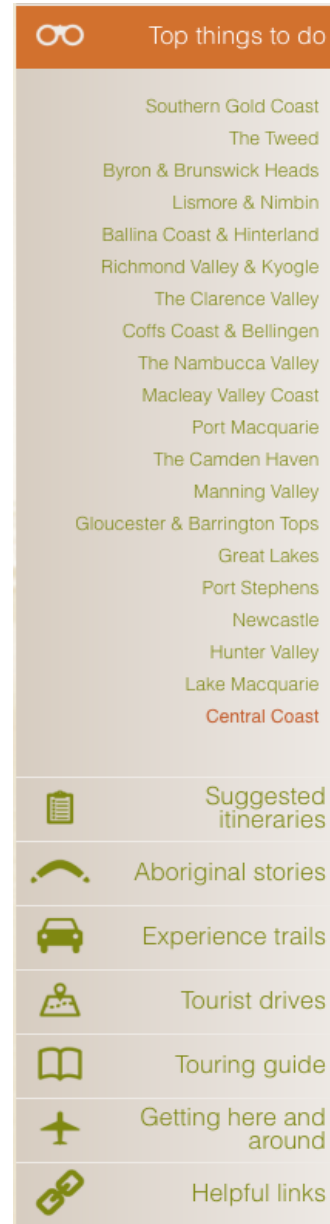 Top things to do
Southern Gold Coast
The Tweed
Byron & Brunswick Heads
Lismore & Nimbin
Ballina Coast & Hinterland
Richmond Valley & Kyogle
The Clarence Valley
Coffs Coast & Bellingen
The Nambucca Valley
Macleay Valley Coast
Port Macquarie
The Camden Haven
Manning Valley
Gloucester & Barrington Tops
Great Lakes
Port Stephens
Newcastle
Hunter Valley
Lake Macquarie
Central Coast
Suggested
itineraries
Aboriginal stories
Experience trails
Tourist drives
Touring guide
Getting here and
around
Helpful links